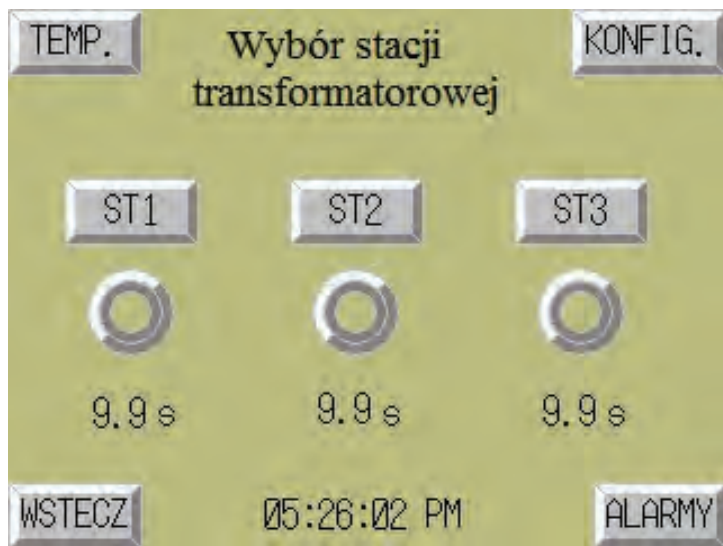 TEMP.
Wybór stacji
transformatorowej
KONFIG.
ST1
ST2
ST3
9.9 s
9.9 s
9.9 s
WSTECZ
05:26:02 PM
ALARMY